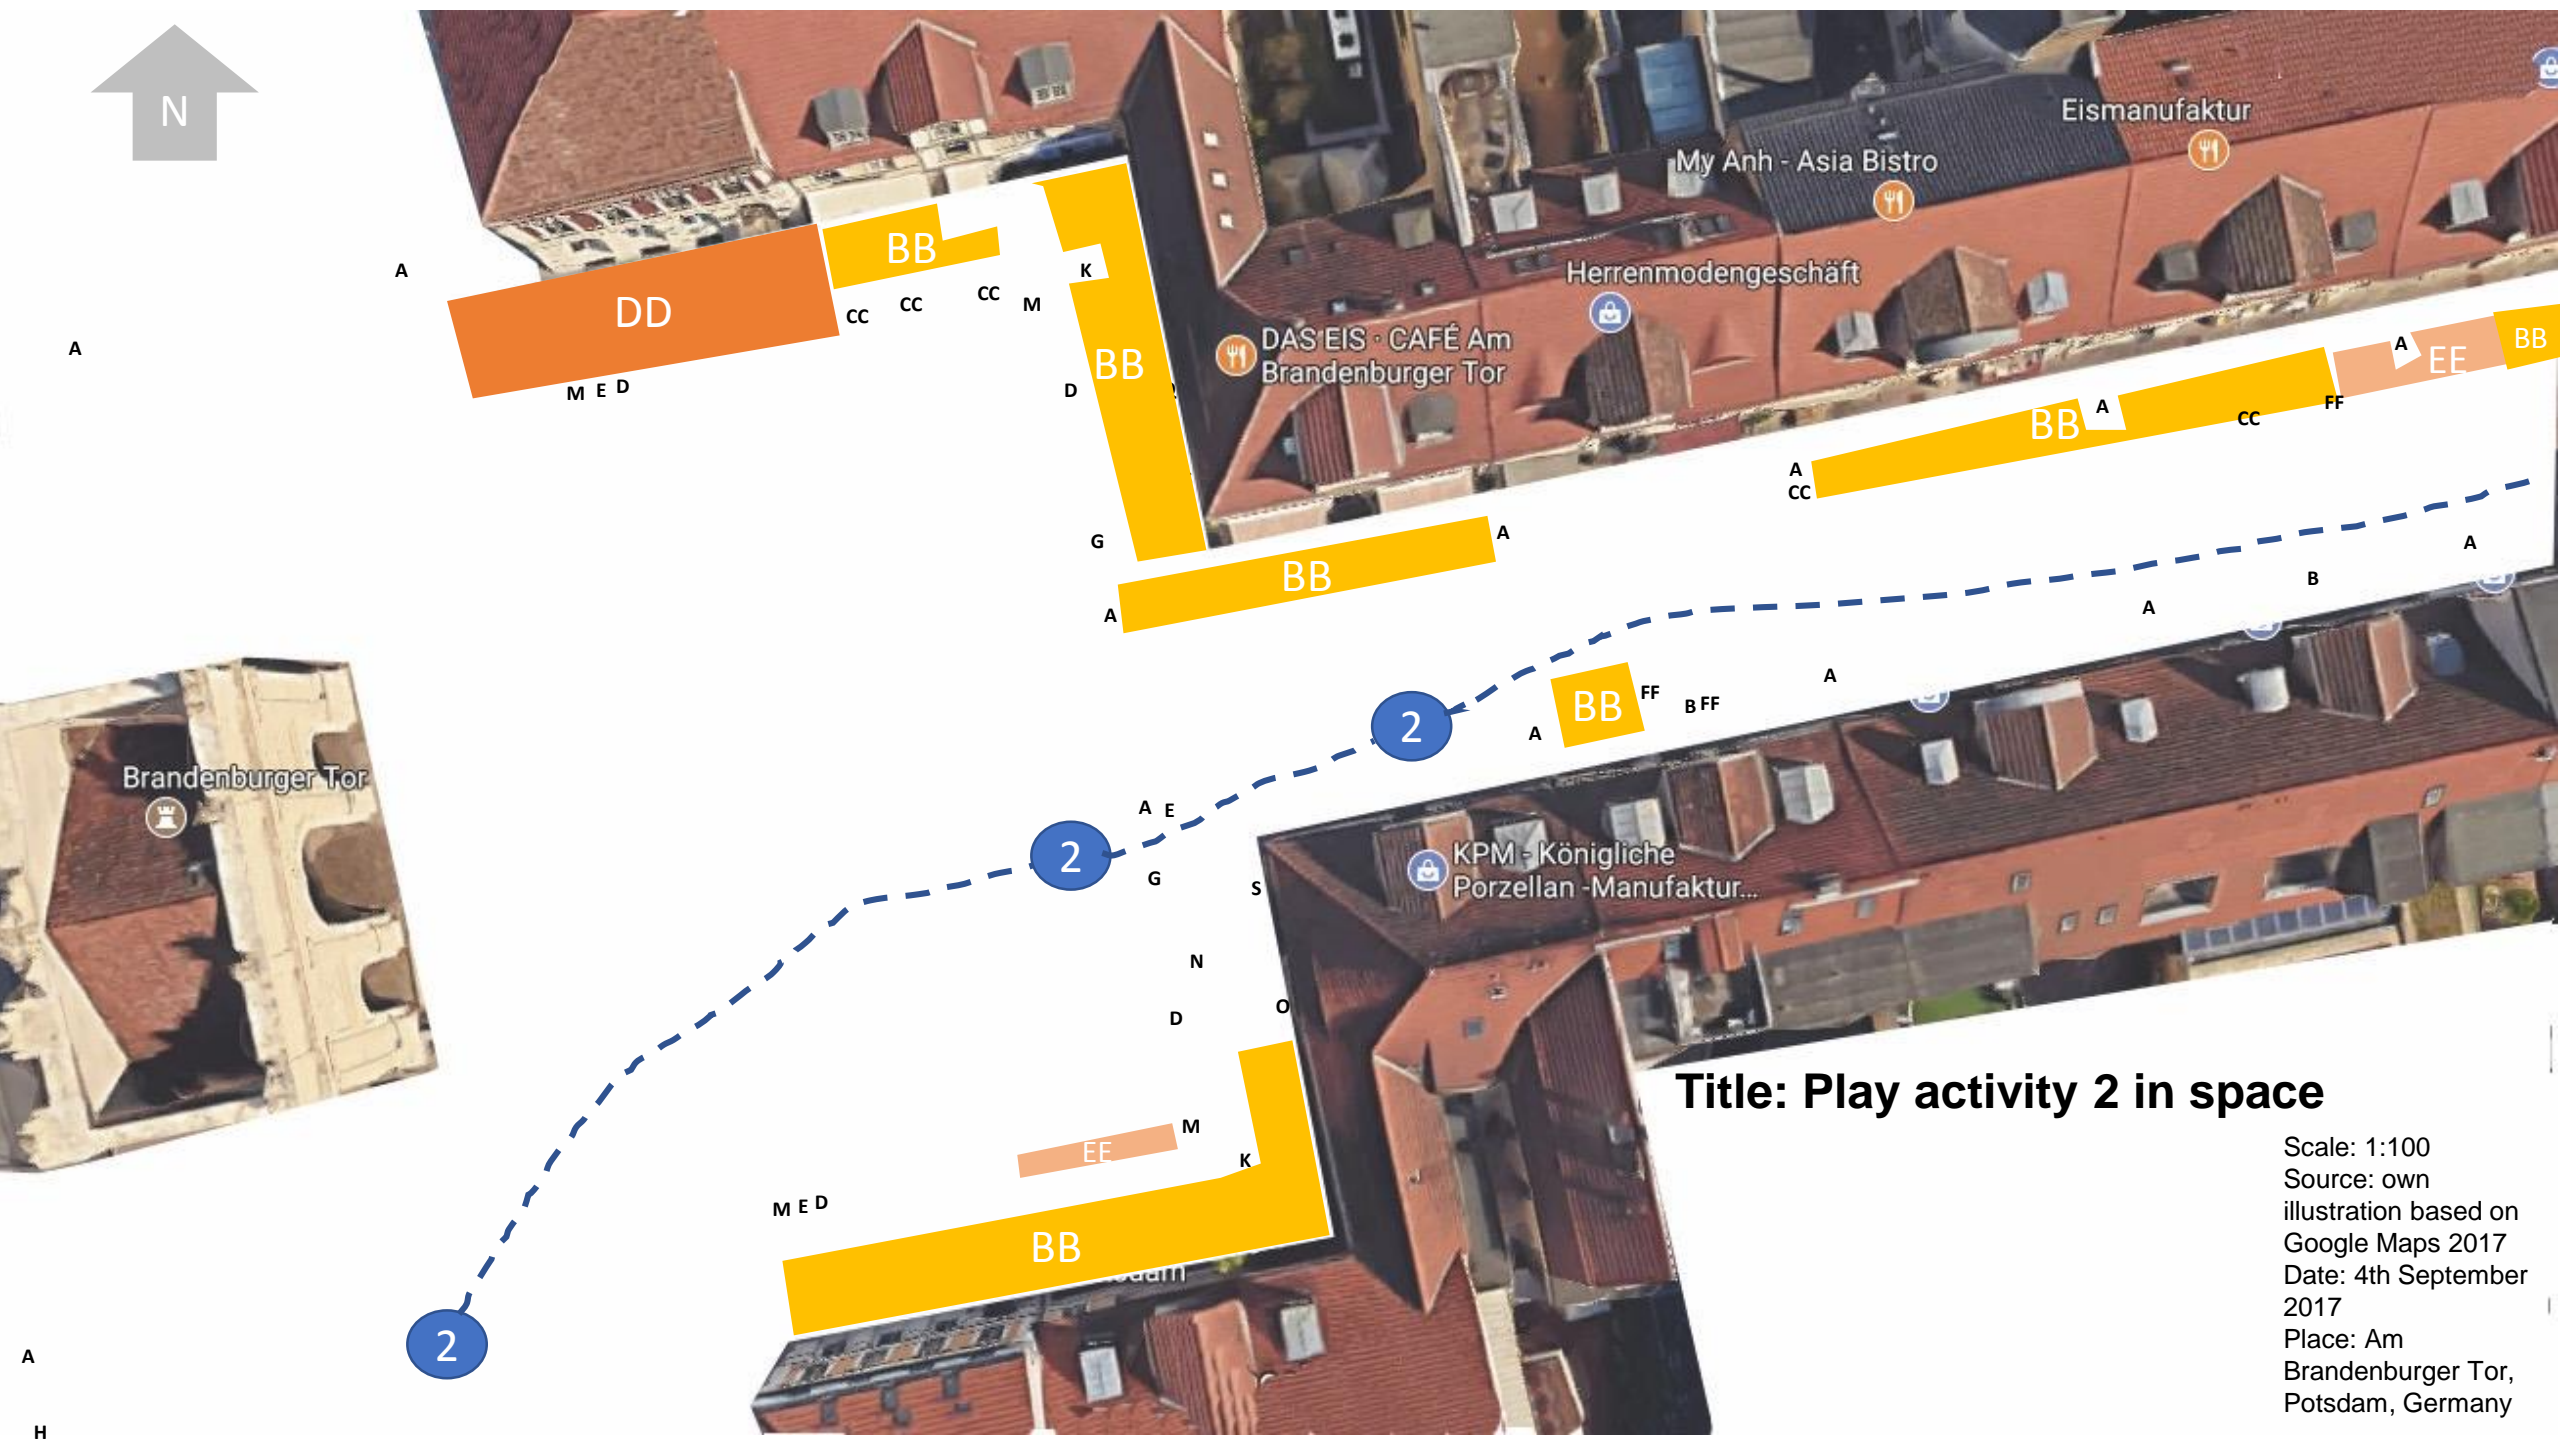 N
Eismanufaktur
My Anh - Asia Bistro
Herrenmodengeschäft
DAS EIS · CAFÉ Am
Brandenburger Tor
BB
A
DD
K
CC
CC
CC
M
A
BB
D
M E D
A
EE
BB
FF
A
BB
CC
A
CC
G
A
BB
A
A
B
A
A
BB
FF
B FF
A
2
Brandenburger Tor
A E
2
G
S
KPM - Königliche
Porzellan -Manufaktur...
N
O
D
Title: Play activity 2 in space
M
EE
K
M E D
BB
2
A
H
Scale: 1:100
Source: own
illustration based on
Google Maps 2017
Date: 4th September
2017
Place: Am
Brandenburger Tor,
Potsdam, Germany